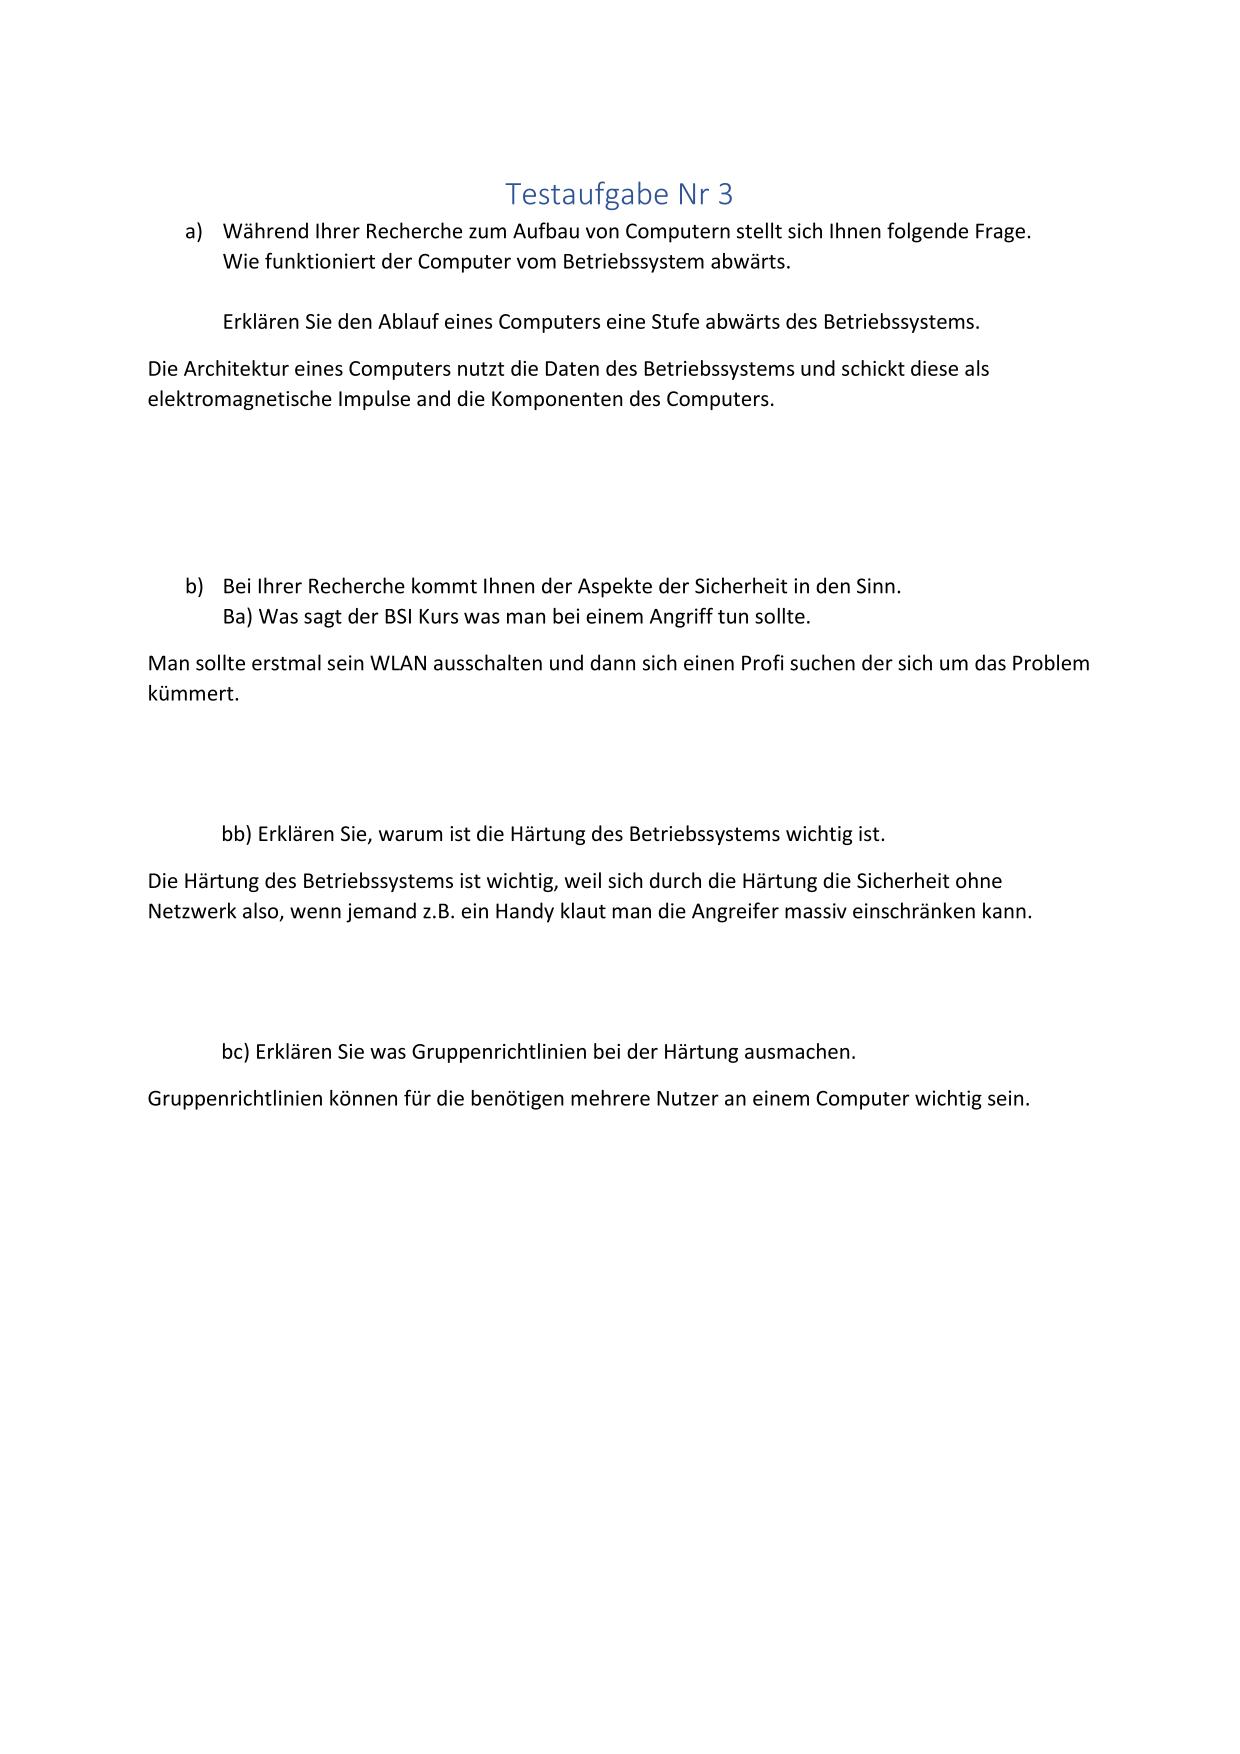 Testaufgabe Nr 3
a) Während Ihrer Recherche zum Aufbau von Computern stellt sich Ihnen folgende Frage.
Wie funktioniert der Computer vom Betriebssystem abwärts.
Erklären Sie den Ablauf eines Computers eine Stufe abwärts des Betriebssystems.
Die Architektur eines Computers nutzt die Daten des Betriebssystems und schickt diese als
elektromagnetische Impulse and die Komponenten des Computers.
b) Bei Ihrer Recherche kommt Ihnen der Aspekte der Sicherheit in den Sinn.
Ba) Was sagt der BSI Kurs was man bei einem Angriff tun sollte.
Man sollte erstmal sein WLAN ausschalten und dann sich einen Profi suchen der sich um das Problem
kümmert.
bb) Erklären Sie, warum ist die Härtung des Betriebssystems wichtig ist.
Die Härtung des Betriebssystems ist wichtig, weil sich durch die Härtung die Sicherheit ohne
Netzwerk also, wenn jemand z.B. ein Handy klaut man die Angreifer massiv einschränken kann.
bc) Erklären Sie was Gruppenrichtlinien bei der Härtung ausmachen.
Gruppenrichtlinien können für die benötigen mehrere Nutzer an einem Computer wichtig sein.